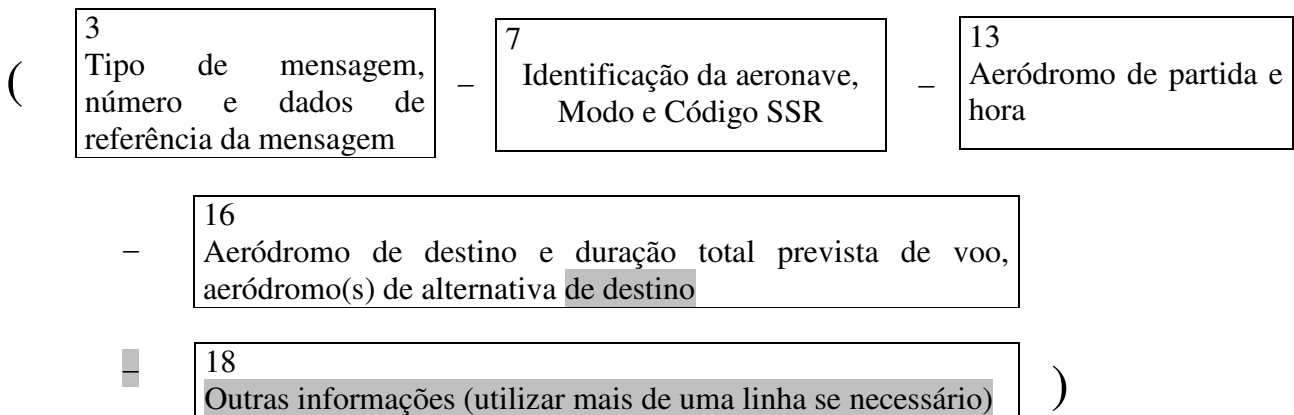 3
Tipo de mensagem,
número e dados de
referência da mensagem
(
–
7
Identificação da aeronave,
Modo e Código SSR
–
13
Aeródromo de partida e
hora
–
16
Aeródromo de destino e duração total prevista de voo,
aeródromo(s) de alternativa de destino
–
18
Outras informações (utilizar mais de uma linha se necessário)
)